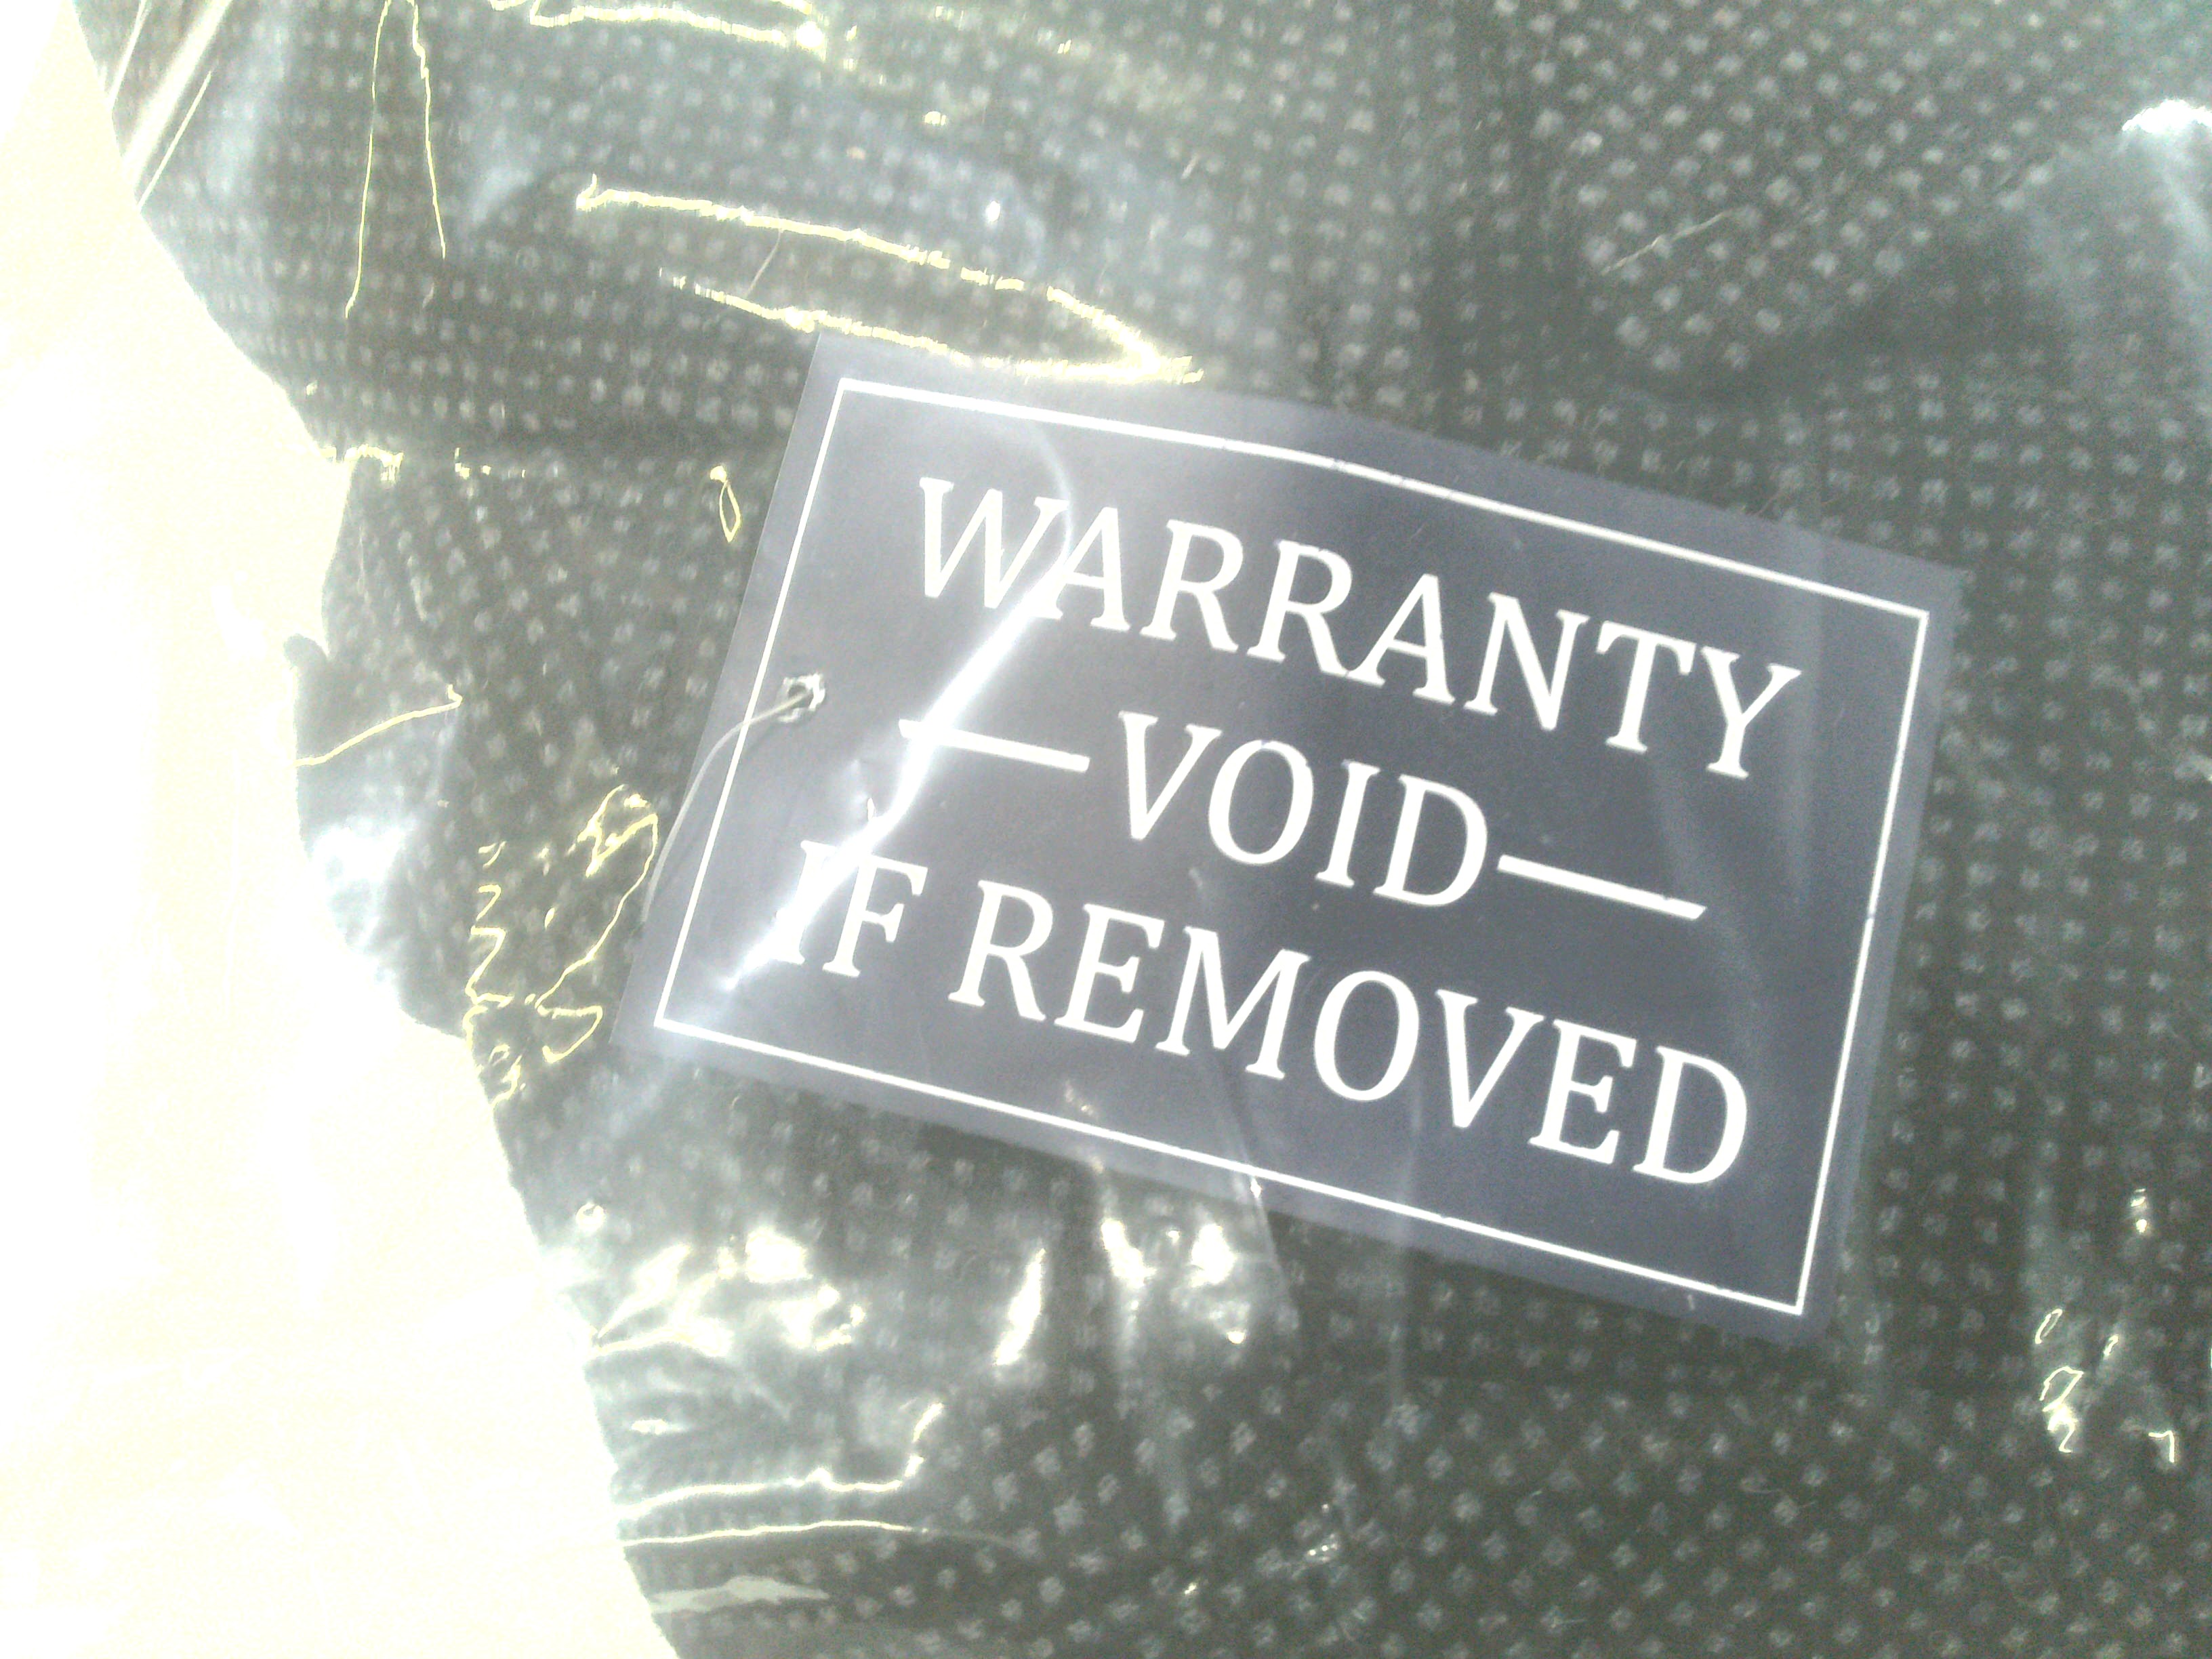 WARRANTY
—VOID—
IF REMOVED